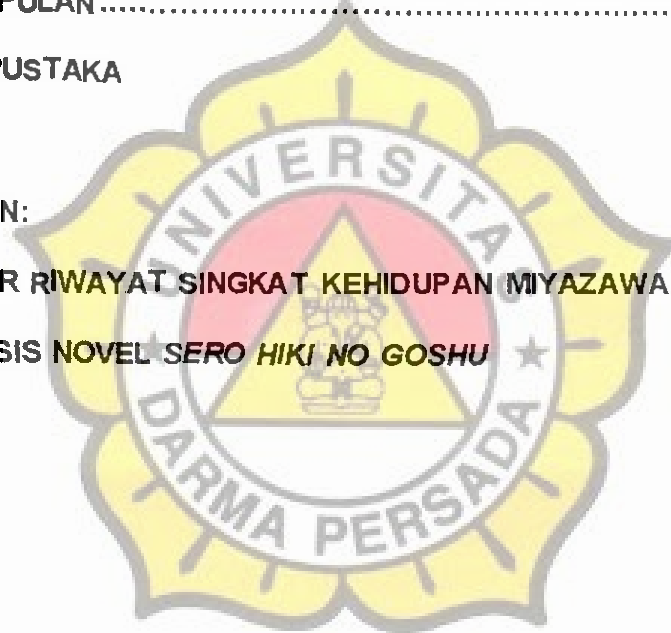 PULAN......................................................
PUSTAKA
N:
R RIWAYAT SINGKAT KEHIDUPAN MIYAZAWA
SIS NOVEL SERO HIKI NO GOSHU
UNIVERSITAS
DARMA PERSADA